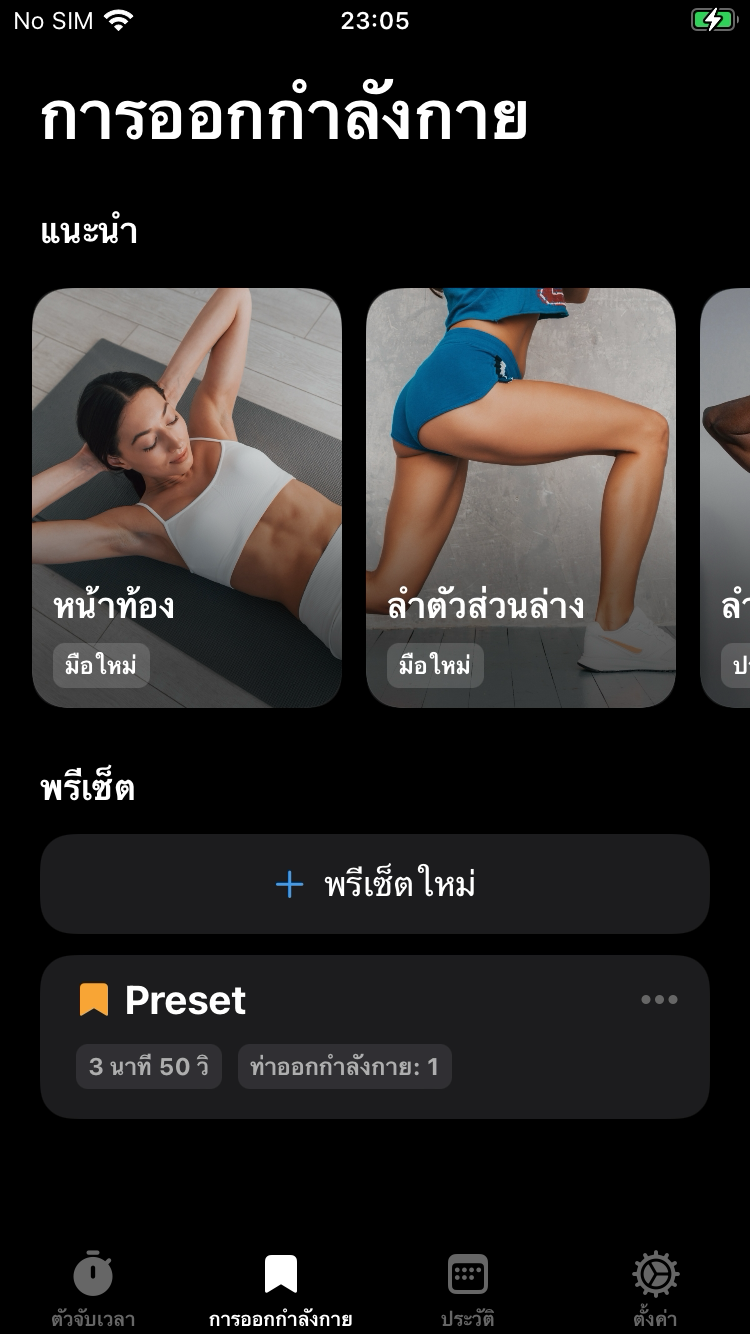 No SIM 23:05
การออกกำลังกาย
แนะนำ
หน้าท้อง
มือใหม่
ลำตัวส่วนล่าง
มือใหม่
พรีเซ็ต
พรีเซ็ตใหม่
Preset
3 นาที 50 วิ
ท่าออกกำลังกาย: 1
ตัวจับเวลา
การออกกำลังกาย
ประวัติ
ตั้งค่า